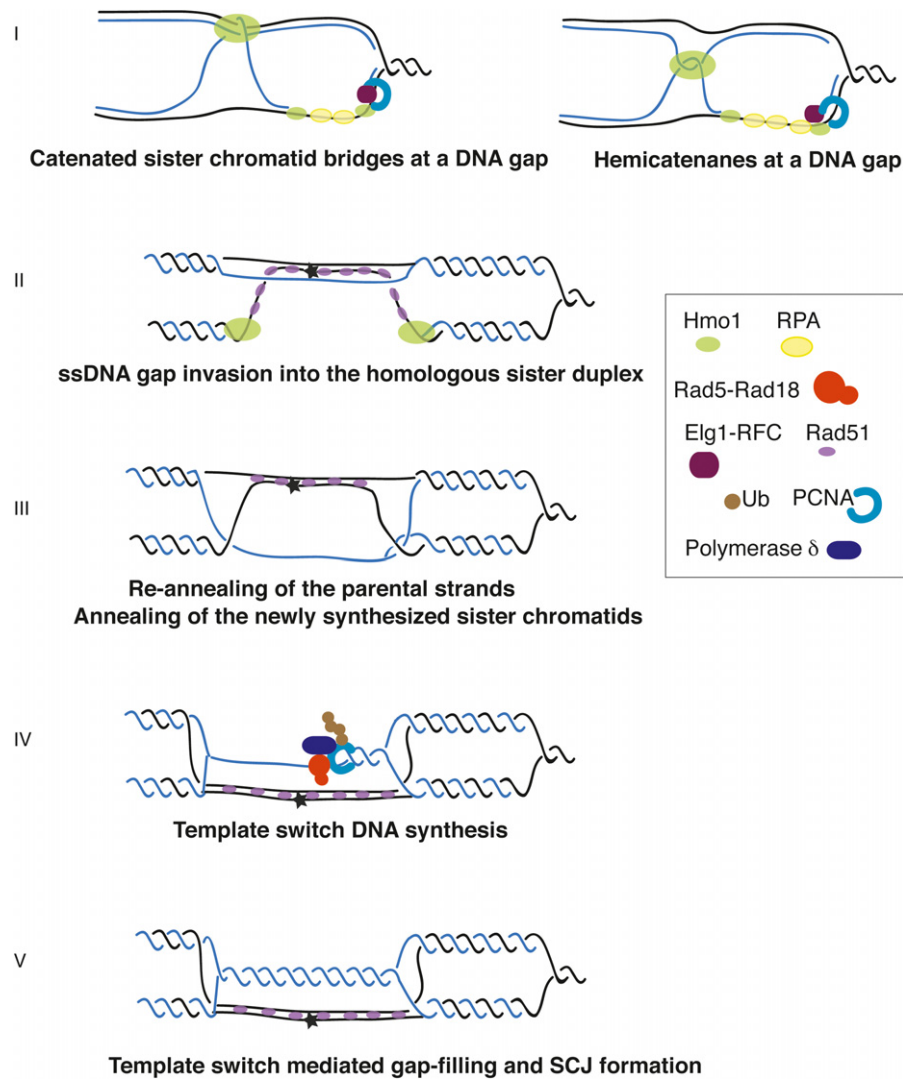 I
Catenated sister chromatid bridges at a DNA gap
Hemicatenanes at a DNA gap
II
ssDNA gap invasion into the homologous sister duplex
Hmo1 RPA
Rad5-Rad18
Elg1-RFC Rad51
Ub PCNA
Polymerase δ
III
Re-annealing of the parental strands
Annealing of the newly synthesized sister chromatids
IV
Template switch DNA synthesis
V
Template switch mediated gap-filling and SCJ formation